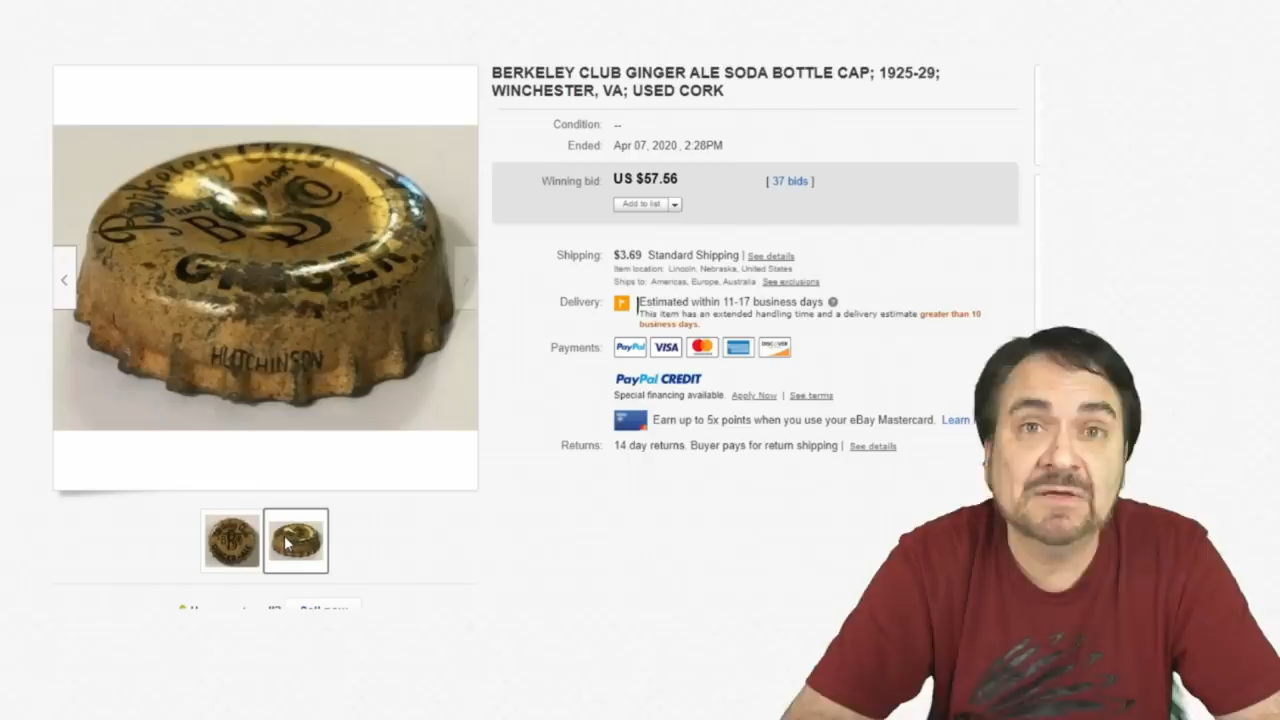 BERKELEY CLUB GINGER ALE SODA BOTTLE CAP; 1925-29;
WINCHESTER, VA; USED CORK
Condition: --
Ended: Apr 07, 2020 , 2:28PM
Winning bid: US $57.56 [ 37 bids ]
Add to list
Shipping: $3.69 Standard Shipping | See details
Item location: Lincoln, Nebraska, United States
Ships to: Americas, Europe, Australia See exclusions
Delivery: Estimated within 11-17 business days
This item has an extended handling time and a delivery estimate greater than 10
business days.
Payments: PayPal VISA MasterCard DISCOVER
PayPal CREDIT
Special financing available. Apply Now | See terms
Earn up to 5x points when you use your eBay Mastercard. Learn
Returns: 14 day returns. Buyer pays for return shipping | See details
Berkeley Club
TRADE MARK
B C
GINGER
HUTCHINSON